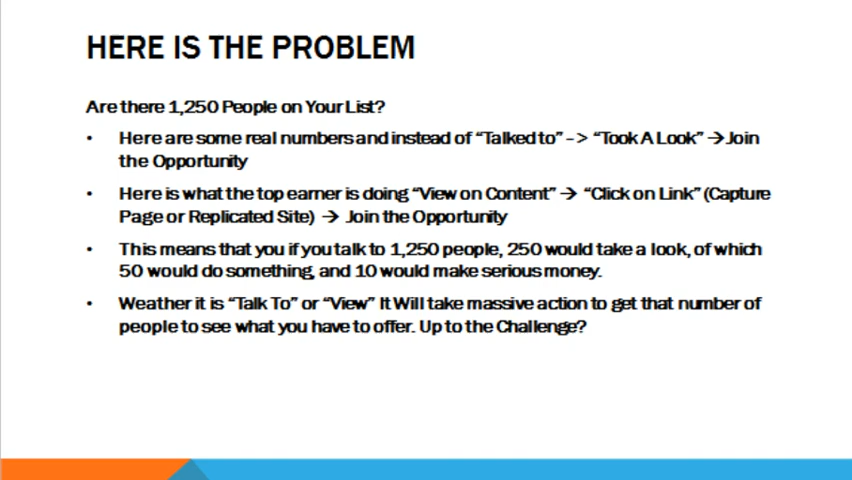 HERE IS THE PROBLEM
Are there 1,250 People on Your List?
• Here are some real numbers and instead of “Talked to” -> “Took A Look” →Join
the Opportunity
• Here is what the top earner is doing “View on Content” → “Click on Link” (Capture
Page or Replicated Site) → Join the Opportunity
• This means that you if you talk to 1,250 people, 250 would take a look, of which
50 would do something, and 10 would make serious money.
• Weather it is “Talk To” or “View” It Will take massive action to get that number of
people to see what you have to offer. Up to the Challenge?